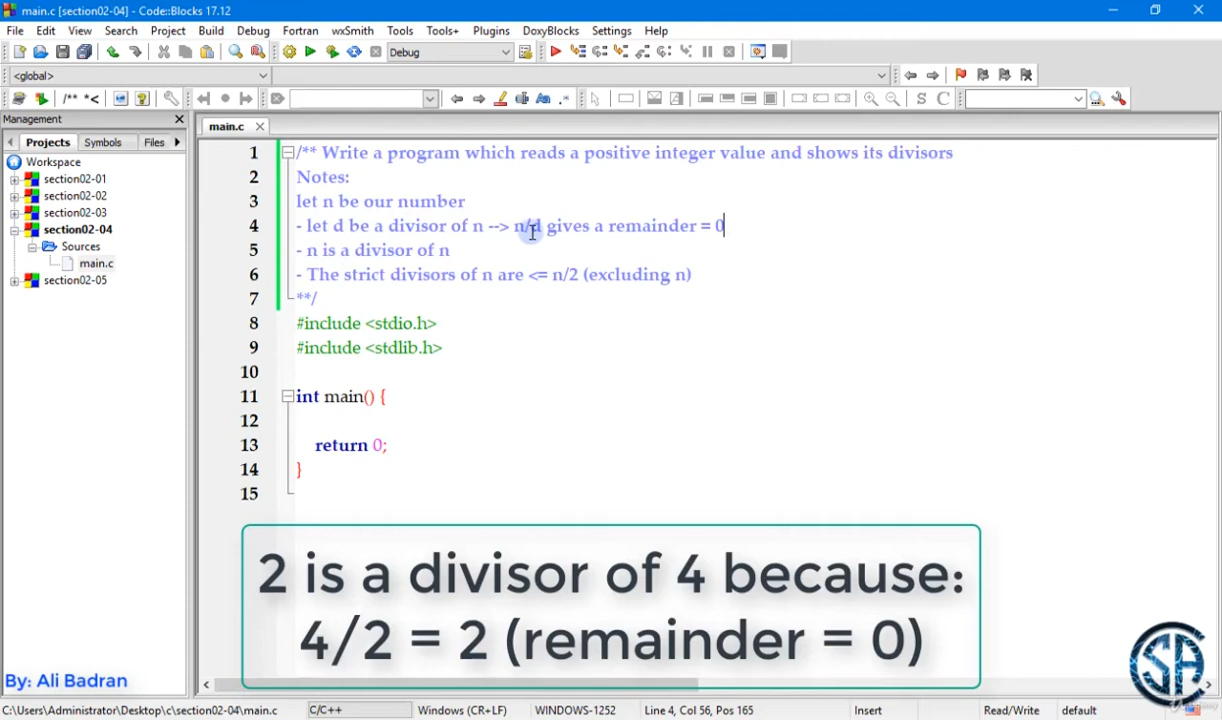 main.c [section02-04] - Code::Blocks 17.12
File Edit View Search Project Build Debug Fortran wxSmith Tools Tools+ Plugins DoxyBlocks Settings Help
Debug
<global>
/** *<
S C
Management
main.c
Projects Symbols Files
Workspace
section02-01
section02-02
section02-03
section02-04
Sources
main.c
section02-05
1 /** Write a program which reads a positive integer value and shows its divisors
2 Notes:
3 let n be our number
4 - let d be a divisor of n --> n/d gives a remainder = 0
5 - n is a divisor of n
6 - The strict divisors of n are <= n/2 (excluding n)
7 **/
8 #include <stdio.h>
9 #include <stdlib.h>
10
11 int main() {
12
13 return 0;
14 }
15
2 is a divisor of 4 because:
4/2 = 2 (remainder = 0)
By: Ali Badran
C:\Users\Administrator\Desktop\c\section02-04\main.c C/C++ Windows (CR+LF) WINDOWS-1252 Line 4, Col 56, Pos 165 Insert Read/Write default